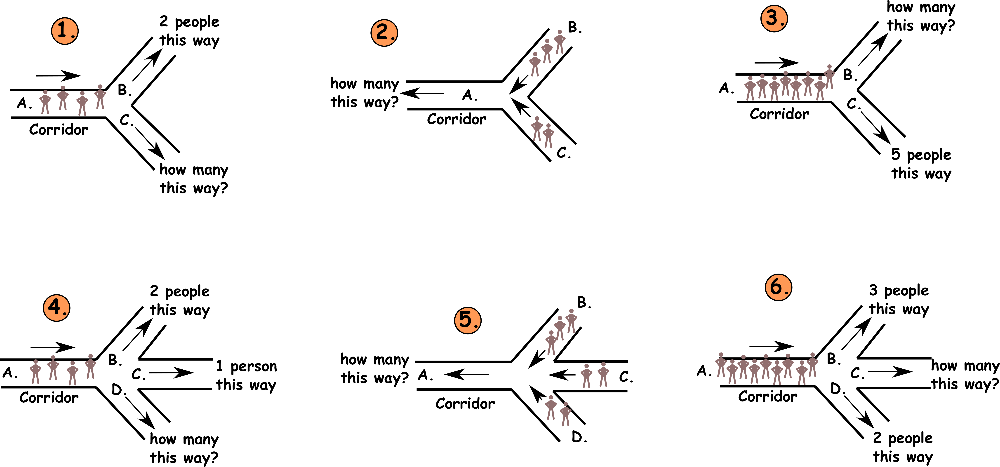 1.
2 people
this way
A.
B.
C.
Corridor
how many
this way?
2.
B.
how many
this way?
A.
Corridor
C.
3.
how many
this way?
A.
B.
C.
Corridor
5 people
this way
4.
2 people
this way
A.
B.
C.
D.
1 person
this way
Corridor
how many
this way?
5.
B.
how many
this way?
A.
C.
Corridor
D.
6.
3 people
this way
A.
B.
C.
D.
how many
this way?
Corridor
2 people
this way